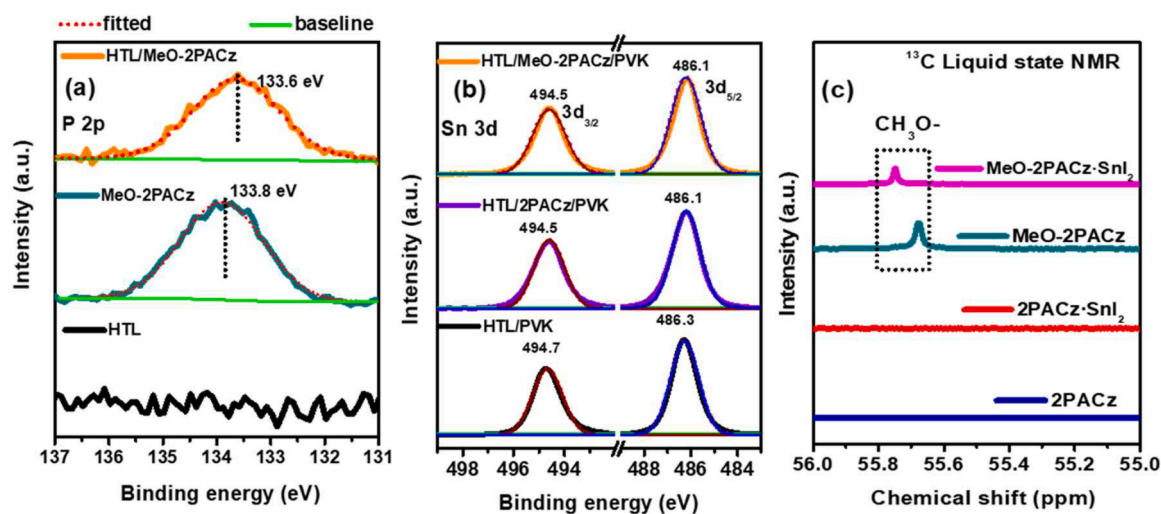 fitted
baseline
(a)
P 2p
HTL/MeO-2PACz
133.6 eV
MeO-2PACz
133.8 eV
HTL
Intensity (a.u.)
137 136 135 134 133 132 131
Binding energy (eV)
(b)
Sn 3d
HTL/MeO-2PACz/PVK
494.5
3d3/2
486.1
3d5/2
HTL/2PACz/PVK
494.5
486.1
HTL/PVK
494.7
486.3
Intensity (a.u.)
498 496 494 488 486 484
Binding energy (eV)
(c)
13C Liquid state NMR
CH3O-
MeO-2PACz·SnI2
MeO-2PACz
2PACz·SnI2
2PACz
Intensity (a.u.)
56.0 55.8 55.6 55.4 55.2 55.0
Chemical shift (ppm)